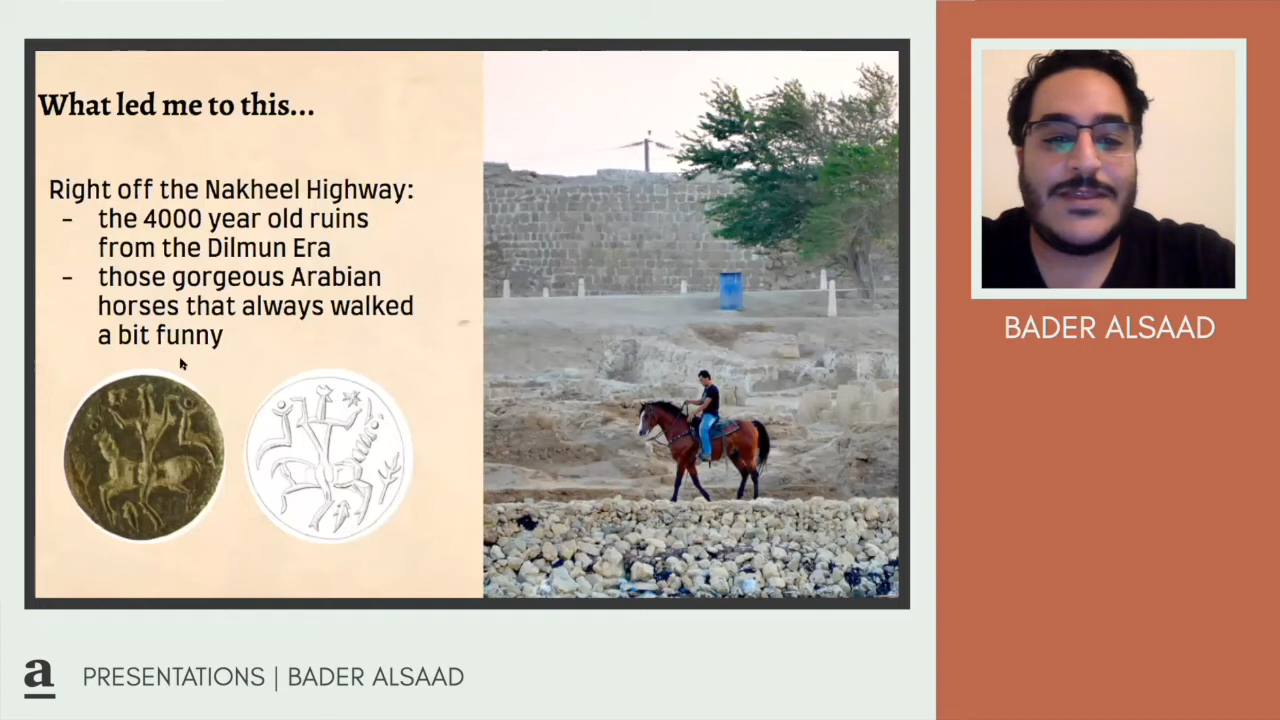 What led me to this...
Right off the Nakheel Highway:
- the 4000 year old ruins
from the Dilmun Era
- those gorgeous Arabian
horses that always walked
a bit funny
BADER ALSAAD
a PRESENTATIONS | BADER ALSAAD